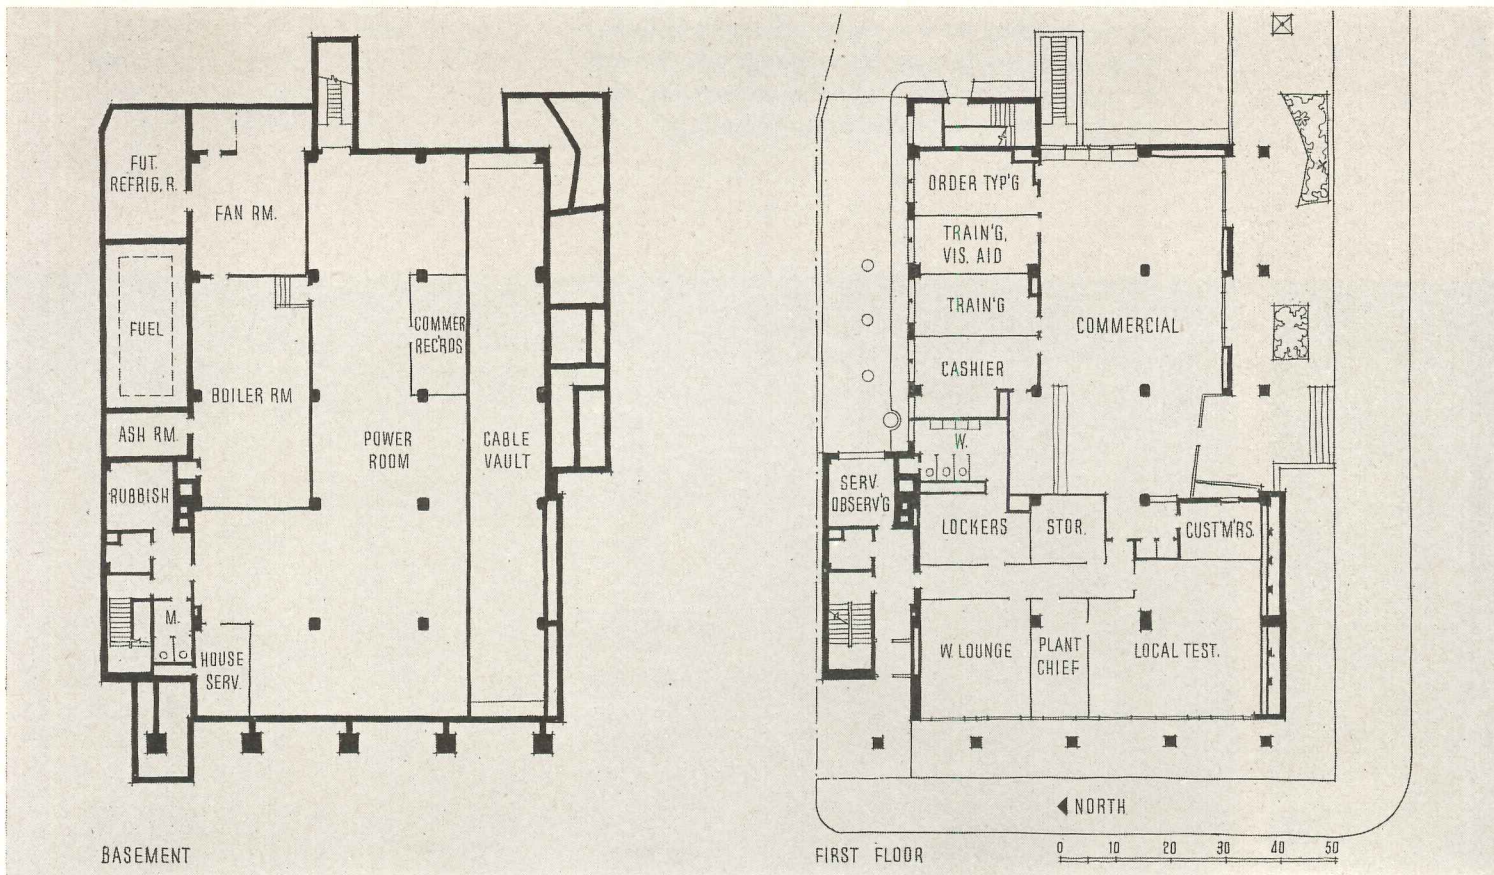 FUT.
REFRIG. R.
FAN RM.
FUEL
COMMER
REC'RDS
BOILER RM
ASH RM.
POWER
ROOM
CABLE
VAULT
RUBBISH
M.
HOUSE
SERV.
BASEMENT
ORDER TYP'G
TRAIN'G,
VIS. AID
TRAIN'G
COMMERCIAL
CASHIER
W.
SERV.
OBSERV'G
LOCKERS
STOR.
CUST'M'RS.
W. LOUNGE
PLANT
CHIEF
LOCAL TEST.
NORTH
FIRST FLOOR
0 10 20 30 40 50